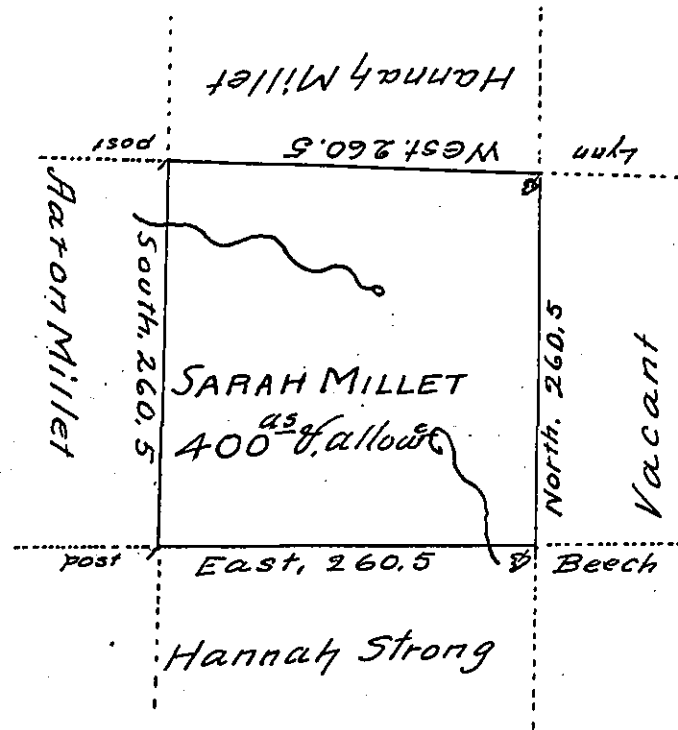 Hannah Millet
post
West. 260.5
Lynn
Aaron Millet
South, 260.5
SARAH MILLET
400 as & allowce
North. 260.5
Vacant
post
East, 260.5
Beech
Hannah Strong